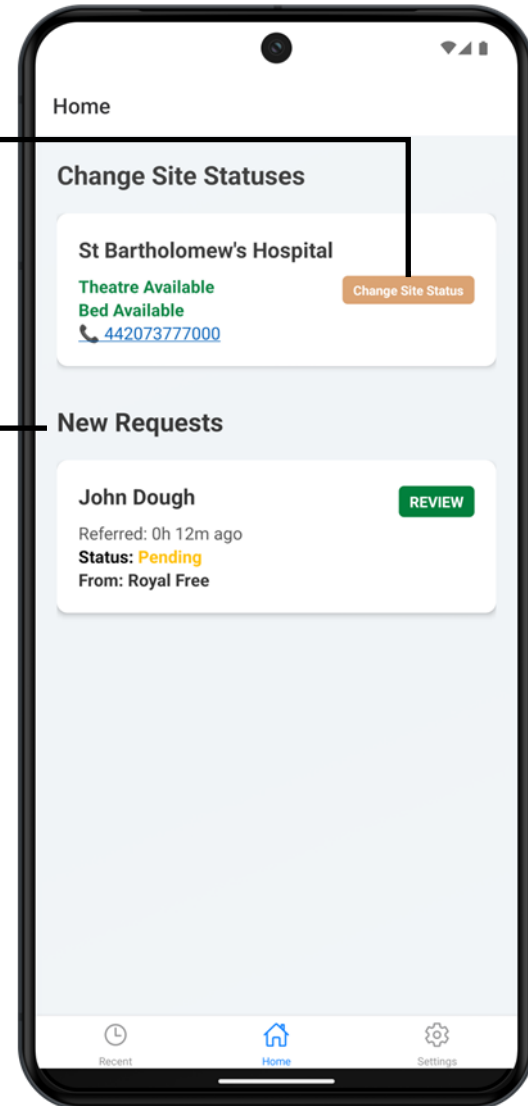 Home
Change Site Statuses
St Bartholomew's Hospital
Theatre Available
Change Site Status
Bed Available
📞 442073777000
New Requests
John Dough
REVIEW
Referred: 0h 12m ago
Status: Pending
From: Royal Free
Recent
Home
Settings